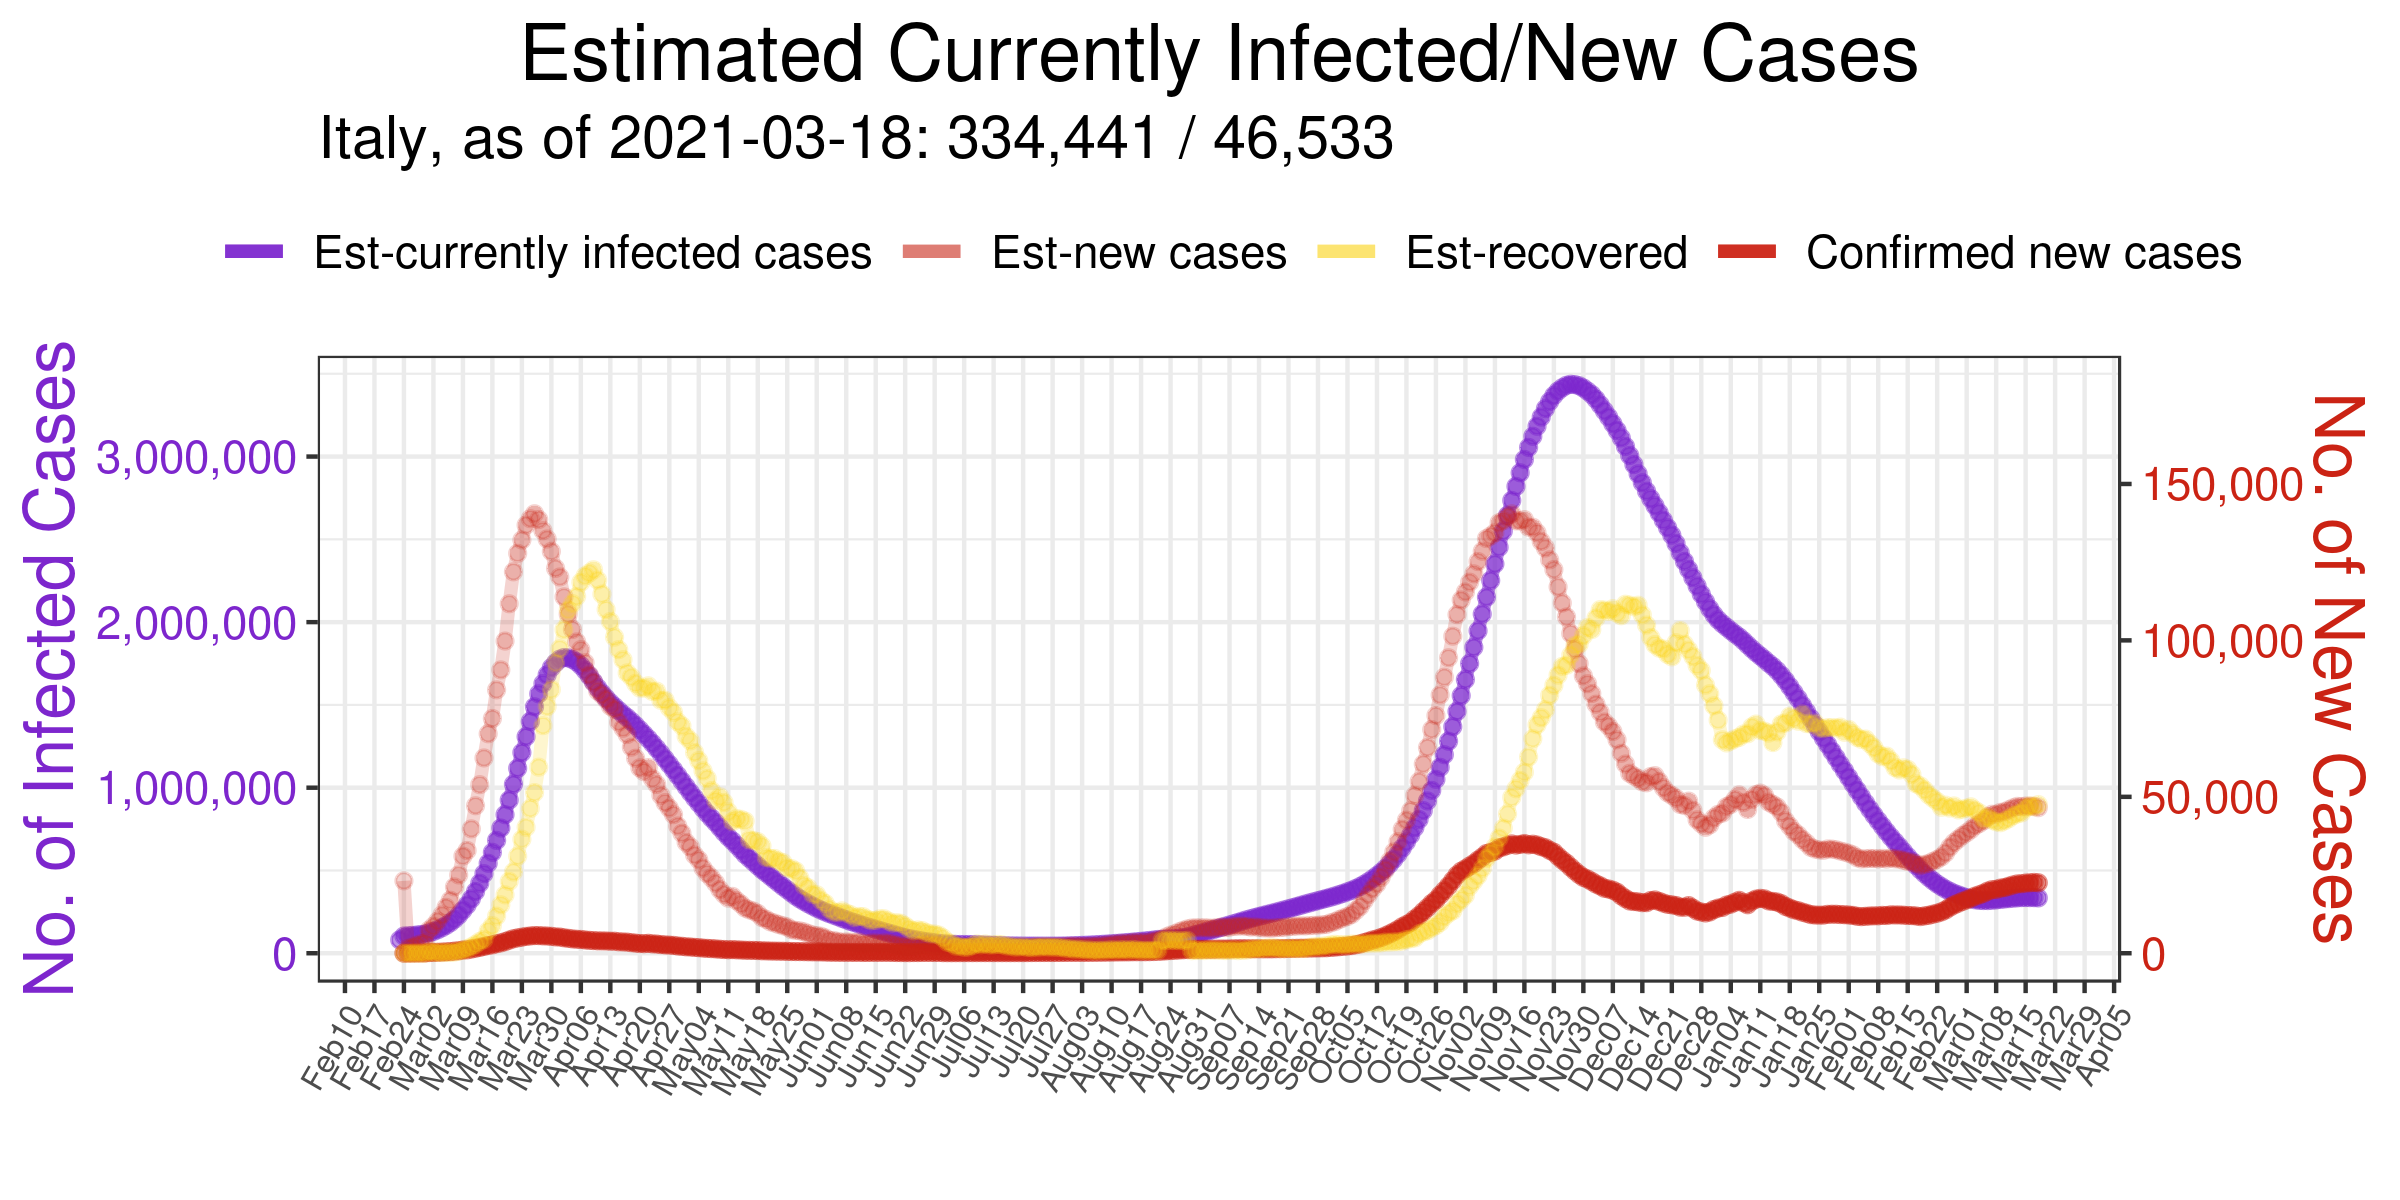 Estimated Currently Infected/New Cases
Italy, as of 2021-03-18: 334,441 / 46,533
Est-currently infected cases Est-new cases Est-recovered Confirmed new cases
No. of Infected Cases
3,000,000
2,000,000
1,000,000
0
150,000
100,000
50,000
0
No. of New Cases
Feb10 Feb17 Feb24 Mar02 Mar09 Mar16 Mar23 Mar30 Apr06 Apr13 Apr20 Apr27 May04 May11 May18 May25 Jun01 Jun08 Jun15 Jun22 Jun29 Jul06 Jul13 Jul20 Jul27 Aug03 Aug10 Aug17 Aug24 Aug31 Sep07 Sep14 Sep21 Sep28 Oct05 Oct12 Oct19 Oct26 Nov02 Nov09 Nov16 Nov23 Nov30 Dec07 Dec14 Dec21 Dec28 Jan04 Jan11 Jan18 Jan25 Feb01 Feb08 Feb15 Feb22 Mar01 Mar08 Mar15 Mar22 Mar29 Apr05